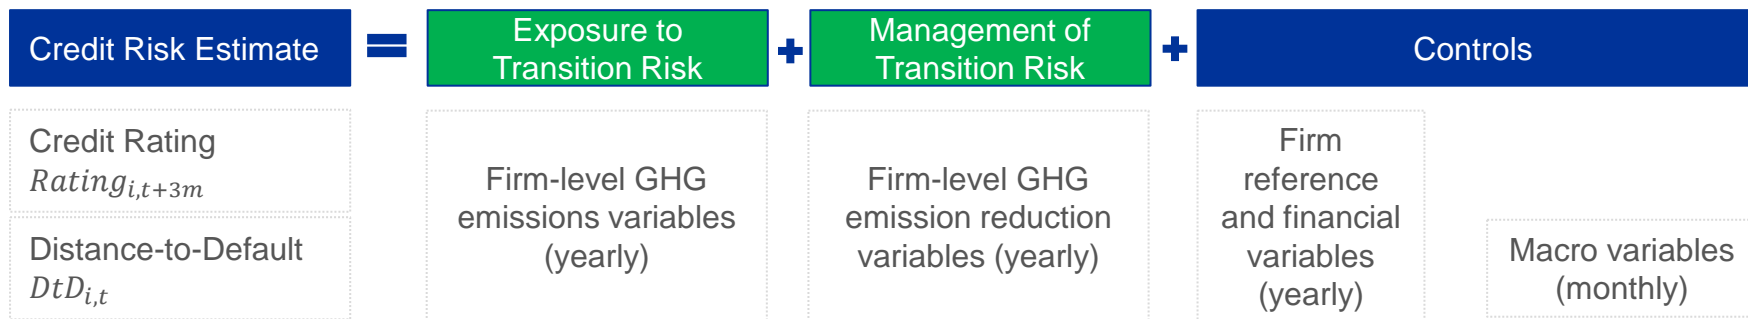 Credit Risk Estimate
=
Exposure to
Transition Risk
+
Management of
Transition Risk
+
Controls
Credit Rating
Rating_{i,t+3m}
Distance-to-Default
DtD_{i,t}
Firm-level GHG
emissions variables
(yearly)
Firm-level GHG
emission reduction
variables (yearly)
Firm
reference
and financial
variables
(yearly)
Macro variables
(monthly)